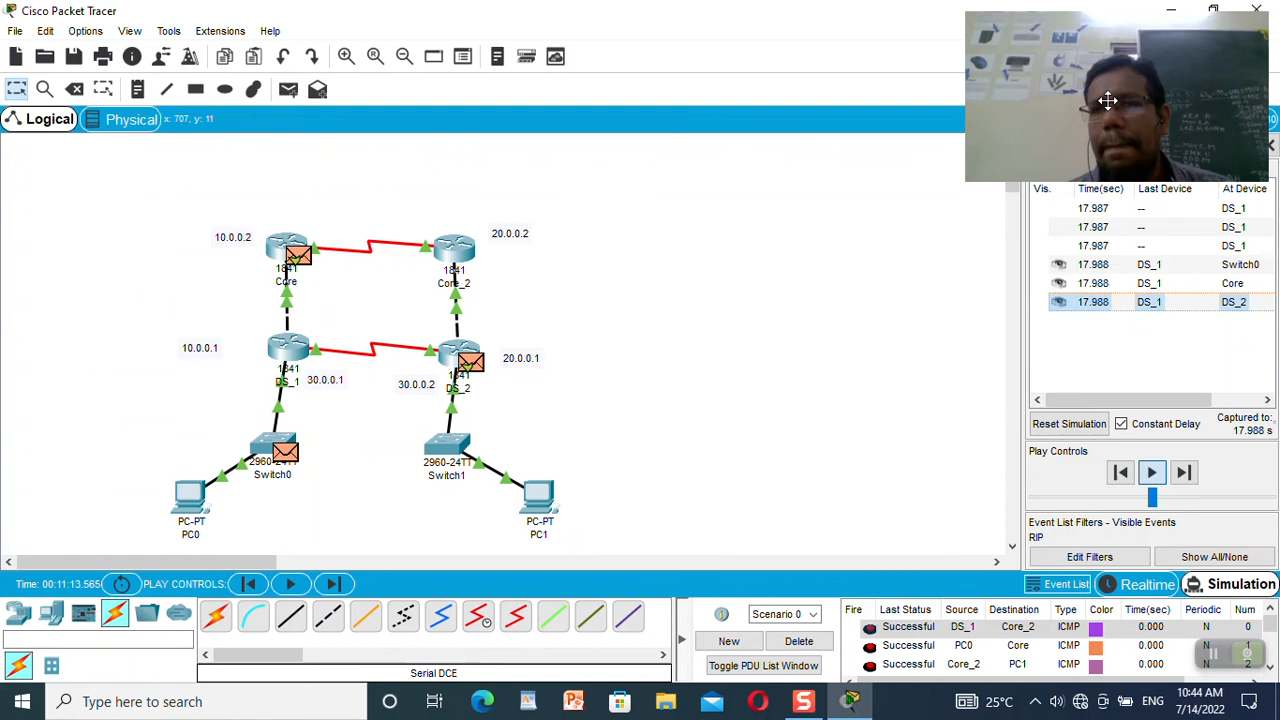 Cisco Packet Tracer
File Edit Options View Tools Extensions Help
Logical Physical x: 707, y: 11
Vis. Time(sec) Last Device At Device
17.987 -- DS_1
17.987 -- DS_1
17.987 -- DS_1
17.988 DS_1 Switch0
17.988 DS_1 Core
17.988 DS_1 DS_2
10.0.0.2
20.0.0.2
1841
Core
1841
Core_2
10.0.0.1
20.0.0.1
1841
DS_1
30.0.0.1
30.0.0.2
1841
DS_2
2960-24TT
Switch0
2960-24TT
Switch1
PC-PT
PC0
PC-PT
PC1
Reset Simulation Constant Delay Captured to:
17.988 s
Play Controls
Event List Filters - Visible Events
RIP
Edit Filters Show All/None
Time: 00:11:13.565 PLAY CONTROLS: Event List Realtime Simulation
Scenario 0
New Delete
Toggle PDU List Window
Serial DCE
Fire Last Status Source Destination Type Color Time(sec) Periodic Num
Successful DS_1 Core_2 ICMP 0.000 N 0
Successful PC0 Core ICMP 0.000 N 1
Successful Core_2 PC1 ICMP 0.000 N 2
Type here to search
25°C ENG 10:44 AM
7/14/2022